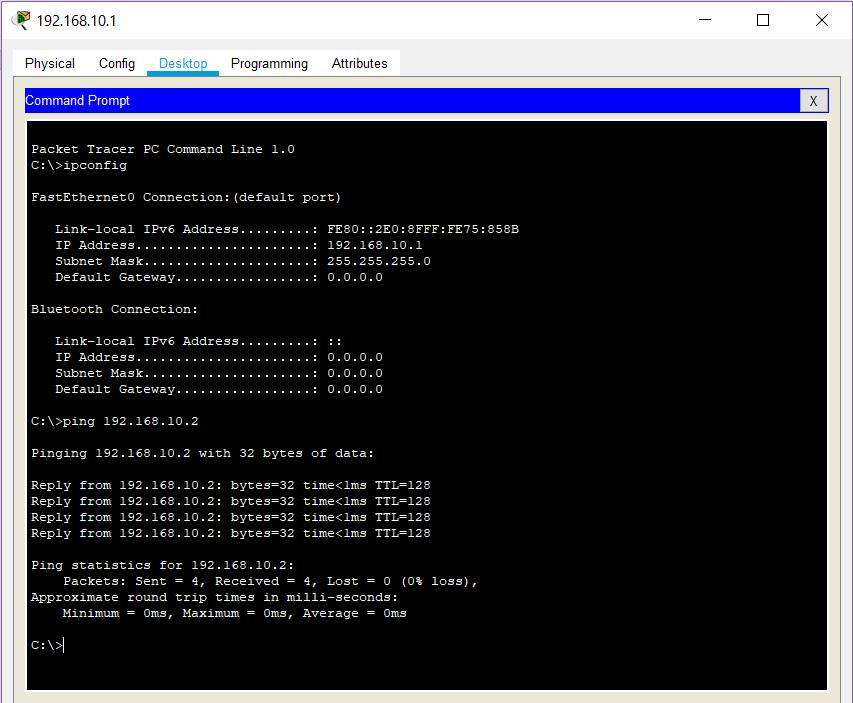 192.168.10.1
Physical Config Desktop Programming Attributes
Command Prompt X
Packet Tracer PC Command Line 1.0
C:\>ipconfig
FastEthernet0 Connection:(default port)
Link-local IPv6 Address.........: FE80::2E0:8FFF:FE75:858B
IP Address......................: 192.168.10.1
Subnet Mask.....................: 255.255.255.0
Default Gateway.................: 0.0.0.0
Bluetooth Connection:
Link-local IPv6 Address.........: ::
IP Address......................: 0.0.0.0
Subnet Mask.....................: 0.0.0.0
Default Gateway.................: 0.0.0.0
C:\>ping 192.168.10.2
Pinging 192.168.10.2 with 32 bytes of data:
Reply from 192.168.10.2: bytes=32 time<1ms TTL=128
Reply from 192.168.10.2: bytes=32 time<1ms TTL=128
Reply from 192.168.10.2: bytes=32 time<1ms TTL=128
Reply from 192.168.10.2: bytes=32 time<1ms TTL=128
Ping statistics for 192.168.10.2:
Packets: Sent = 4, Received = 4, Lost = 0 (0% loss),
Approximate round trip times in milli-seconds:
Minimum = 0ms, Maximum = 0ms, Average = 0ms
C:\>